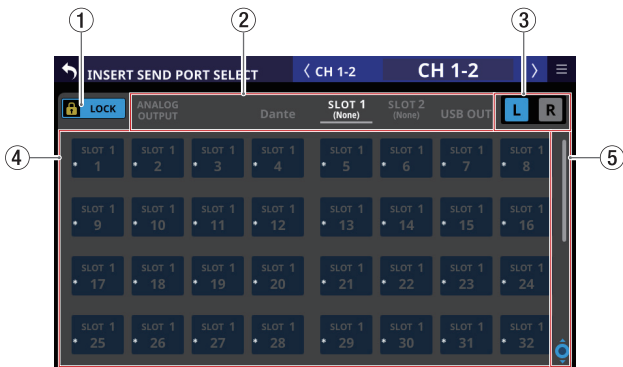 1
2
3
INSERT SEND PORT SELECT
CH 1-2
CH 1-2
LOCK
ANALOG
OUTPUT
Dante
SLOT 1
(None)
SLOT 2
(None)
USB OUT
L
R
4
5
SLOT 1 SLOT 1 SLOT 1 SLOT 1 SLOT 1 SLOT 1 SLOT 1 SLOT 1
* 1 * 2 * 3 * 4 * 5 * 6 * 7 * 8
SLOT 1 SLOT 1 SLOT 1 SLOT 1 SLOT 1 SLOT 1 SLOT 1 SLOT 1
* 9 * 10 * 11 * 12 * 13 * 14 * 15 * 16
SLOT 1 SLOT 1 SLOT 1 SLOT 1 SLOT 1 SLOT 1 SLOT 1 SLOT 1
* 17 * 18 * 19 * 20 * 21 * 22 * 23 * 24
SLOT 1 SLOT 1 SLOT 1 SLOT 1 SLOT 1 SLOT 1 SLOT 1 SLOT 1
* 25 * 26 * 27 * 28 * 29 * 30 * 31 * 32